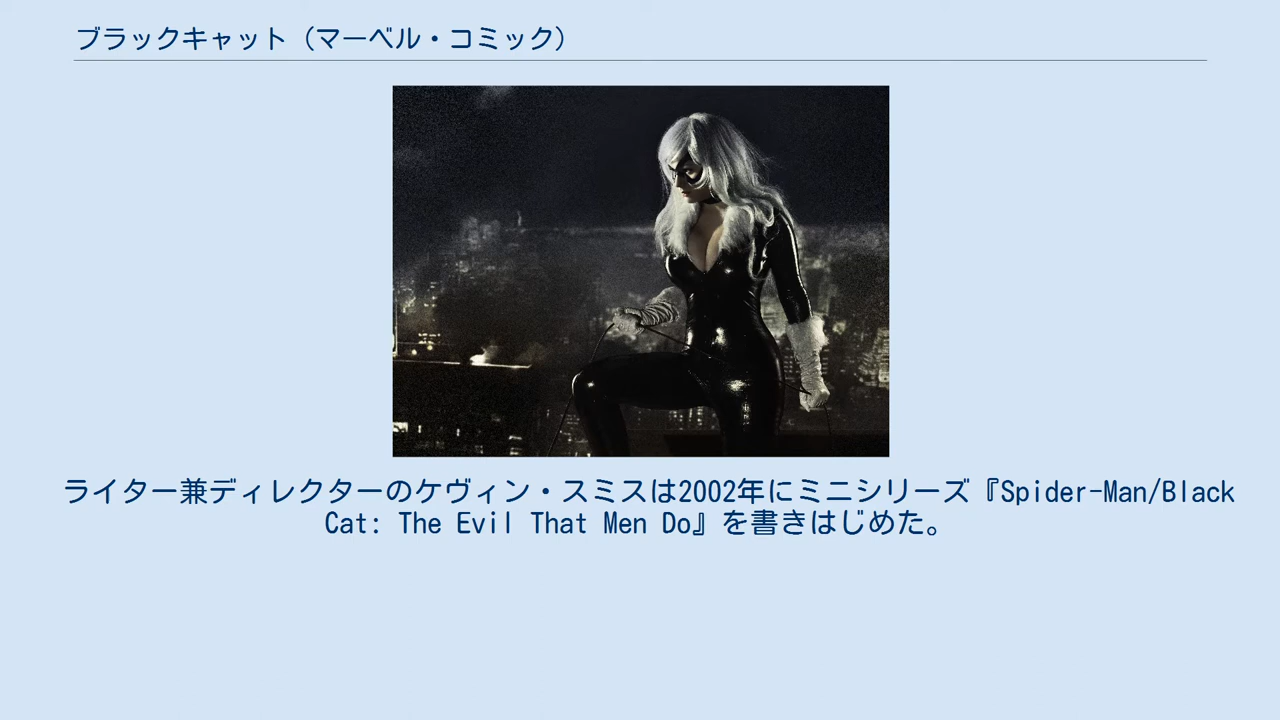 ブラックキャット（マーベル・コミック）
ライター兼ディレクターのケヴィン・スミスは2002年にミニシリーズ『Spider-Man/Black
Cat: The Evil That Men Do』を書きはじめた。